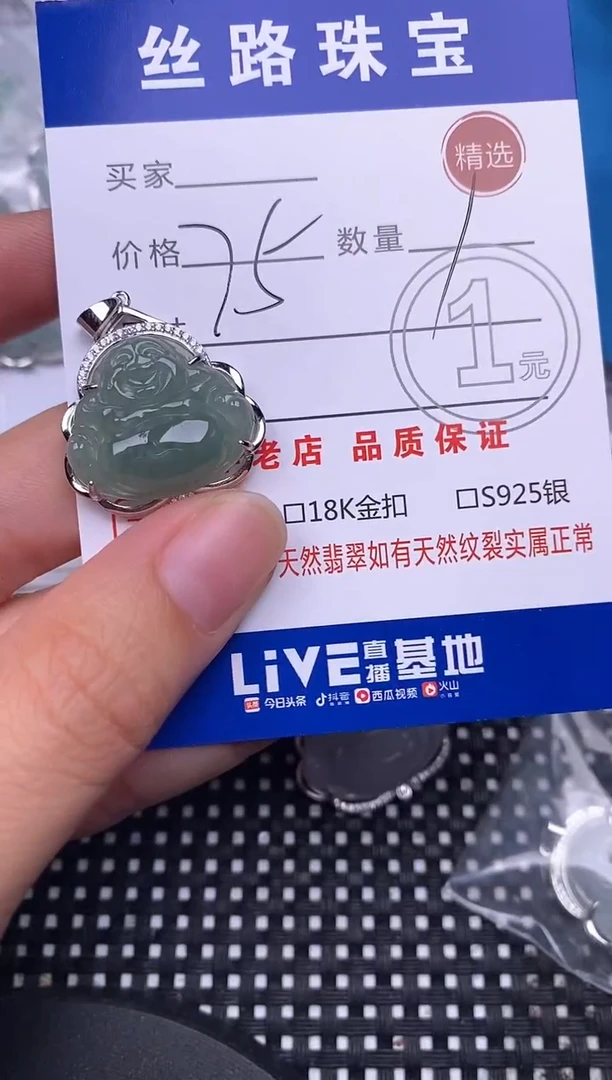 丝路珠宝
精选
买家
价格 75 数量
1元
老店 品质保证
□18K金扣 □S925银
天然翡翠如有天然纹裂实属正常
LiVE直播基地
头条 今日头条 抖音 西瓜视频 火山